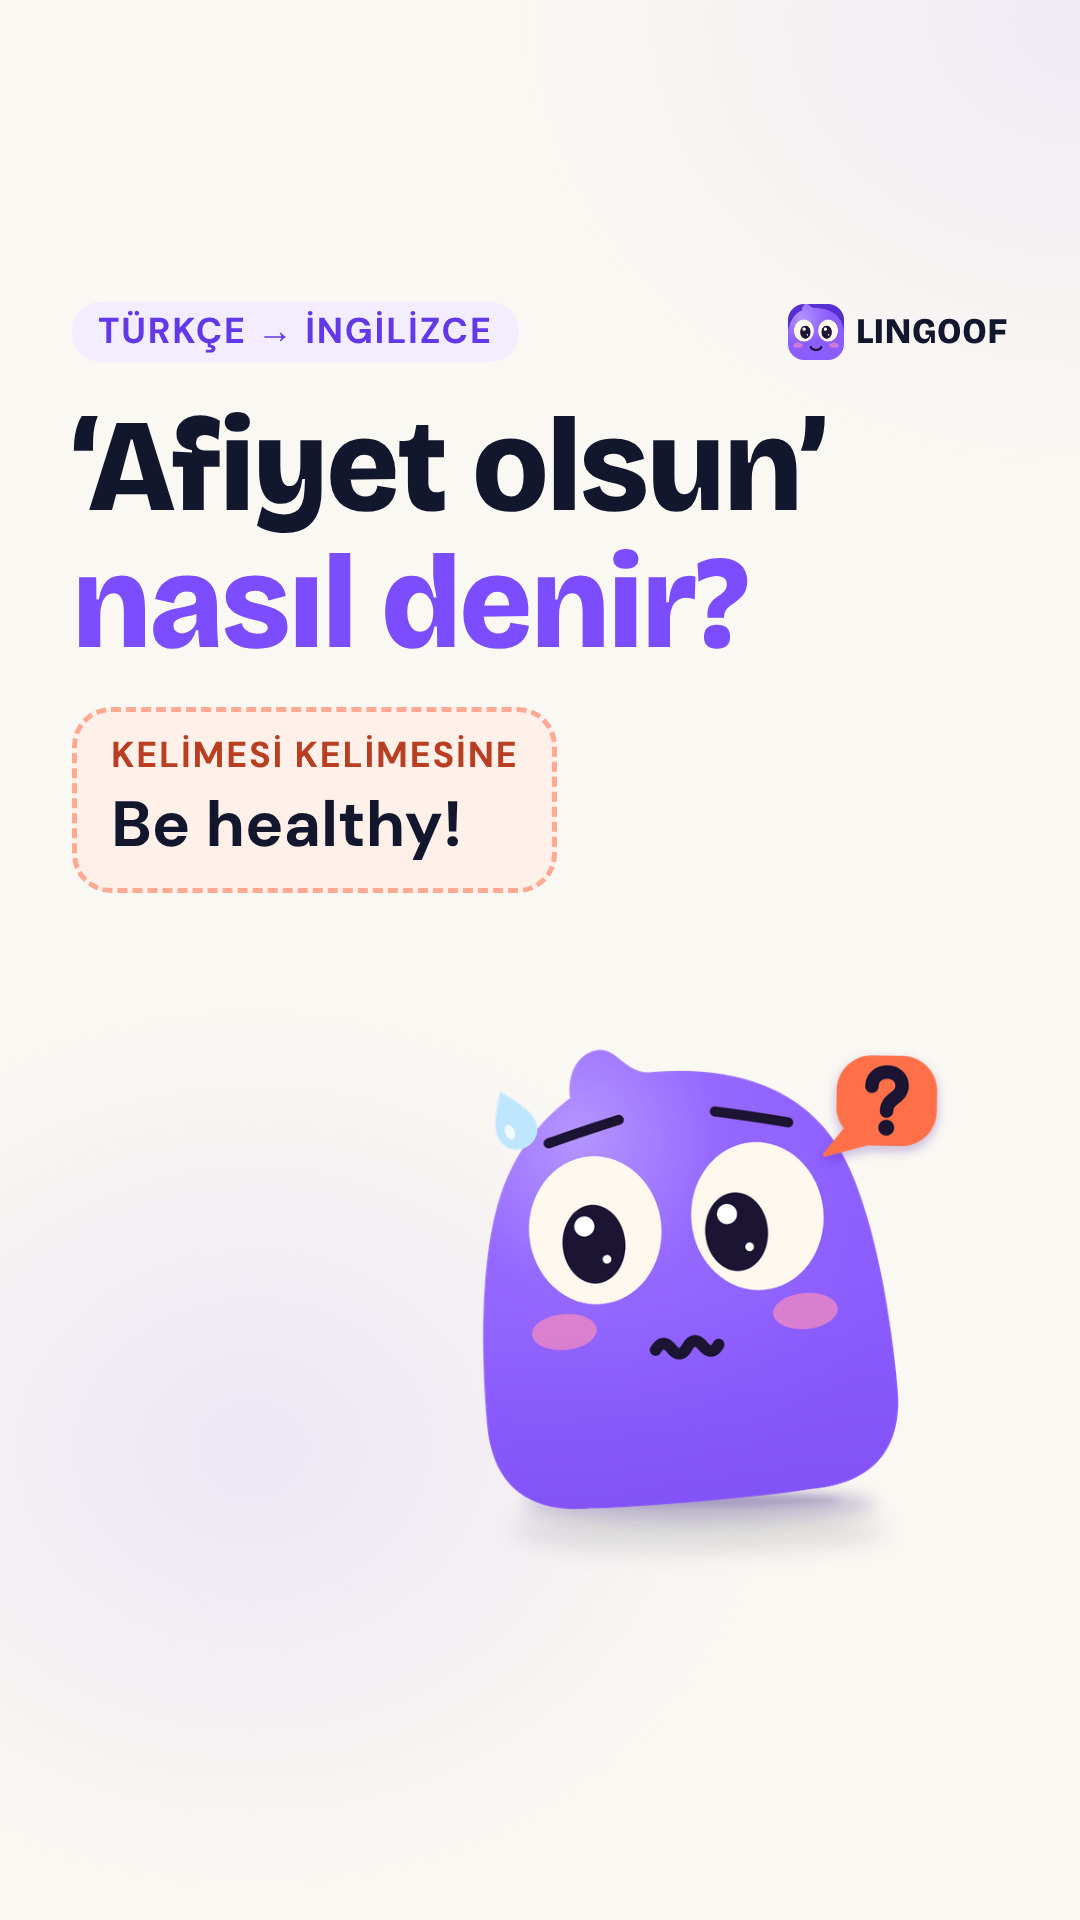 TÜRKÇE → İNGİLİZCE
LINGOOF
‘Afiyet olsun’
nasıl denir?
KELİMESİ KELİMESİNE
Be healthy!
?